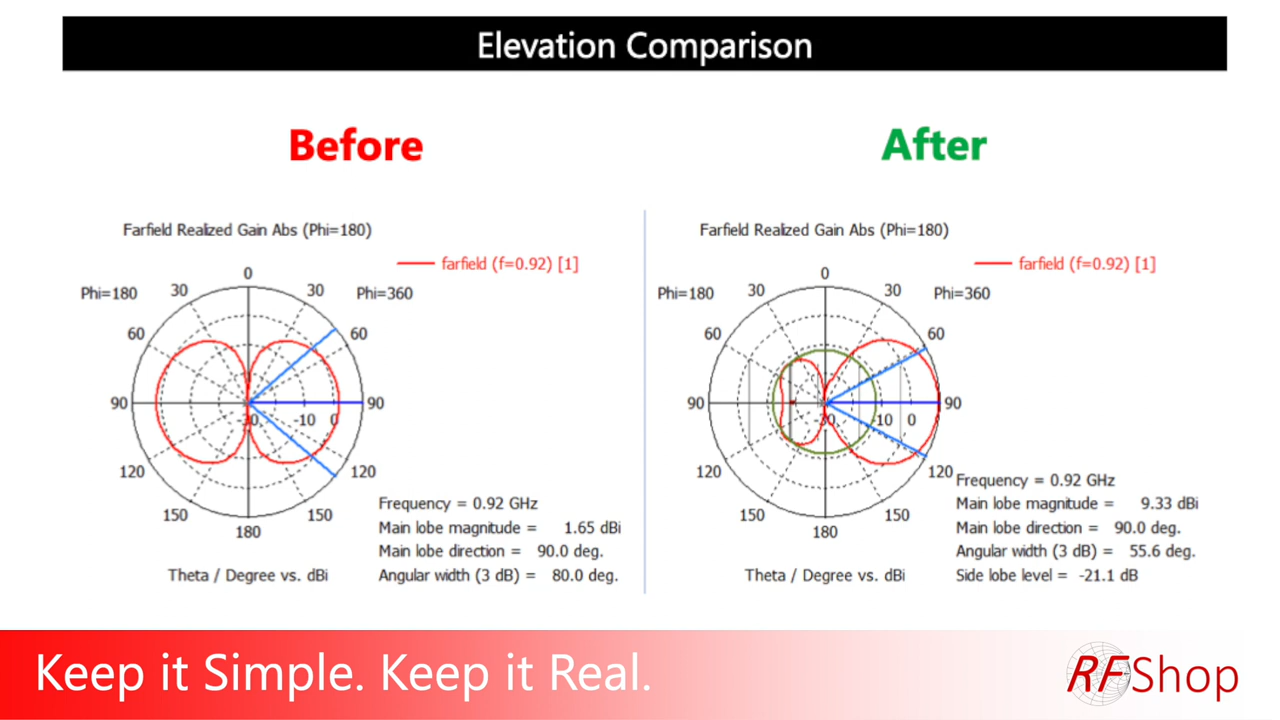 Elevation Comparison
Before
After
Farfield Realized Gain Abs (Phi=180)
farfield (f=0.92) [1]
0
Phi=180
30
30
Phi=360
60
60
90
-10
0
90
120
120
150
150
180
Frequency = 0.92 GHz
Main lobe magnitude = 1.65 dBi
Main lobe direction = 90.0 deg.
Angular width (3 dB) = 80.0 deg.
Theta / Degree vs. dBi
Farfield Realized Gain Abs (Phi=180)
farfield (f=0.92) [1]
0
Phi=180
30
30
Phi=360
60
60
90
-10
0
90
120
120
150
150
180
Frequency = 0.92 GHz
Main lobe magnitude = 9.33 dBi
Main lobe direction = 90.0 deg.
Angular width (3 dB) = 55.6 deg.
Side lobe level = -21.1 dB
Theta / Degree vs. dBi
Keep it Simple. Keep it Real.
RFShop